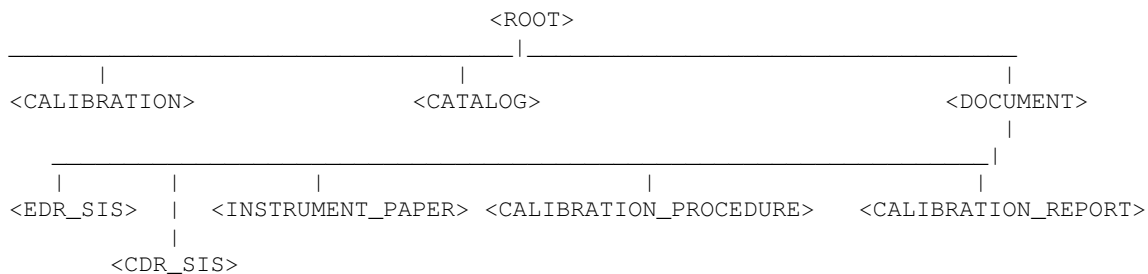 <ROOT>
<CALIBRATION> <CATALOG> <DOCUMENT>
<EDR_SIS> <INSTRUMENT_PAPER> <CALIBRATION_PROCEDURE> <CALIBRATION_REPORT>
<CDR_SIS>